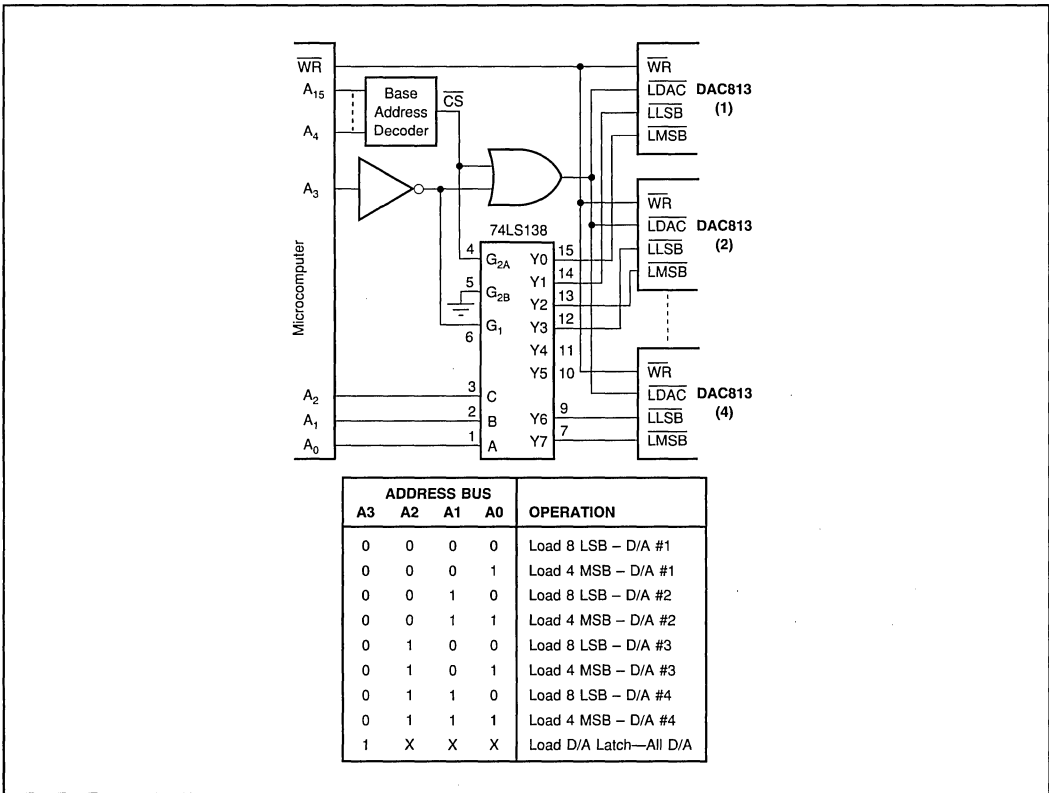 WR
A15
A4
A3
Microcomputer
A2
A1
A0
Base
Address
Decoder
CS
74LS138
4 G2A
5 G2B
6 G1
3 C
2 B
1 A
Y0 15
Y1 14
Y2 13
Y3 12
Y4 11
Y5 10
Y6 9
Y7 7
WR
LDAC DAC813
(1)
LLSB
LMSB
WR
LDAC DAC813
(2)
LLSB
LMSB
WR
LDAC DAC813
(4)
LLSB
LMSB
ADDRESS BUS
A3 A2 A1 A0 OPERATION
0 0 0 0 Load 8 LSB – D/A #1
0 0 0 1 Load 4 MSB – D/A #1
0 0 1 0 Load 8 LSB – D/A #2
0 0 1 1 Load 4 MSB – D/A #2
0 1 0 0 Load 8 LSB – D/A #3
0 1 0 1 Load 4 MSB – D/A #3
0 1 1 0 Load 8 LSB – D/A #4
0 1 1 1 Load 4 MSB – D/A #4
1 X X X Load D/A Latch—All D/A